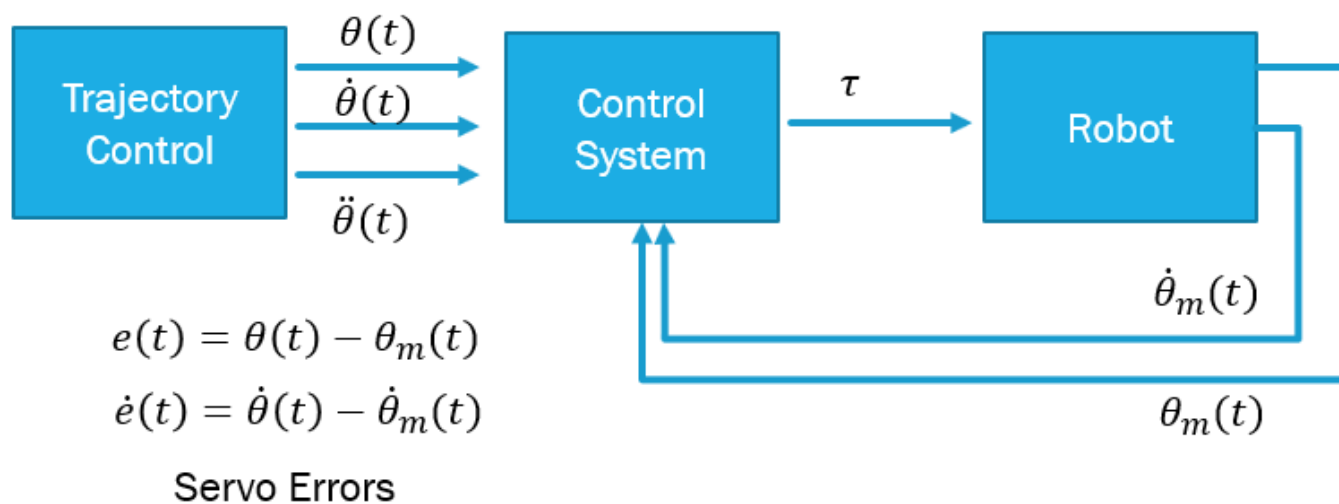 Trajectory
Control
θ(t)
θ̇(t)
θ̈(t)
Control
System
τ
Robot
θ̇ₘ(t)
θₘ(t)
e(t) = θ(t) − θₘ(t)
ė(t) = θ̇(t) − θ̇ₘ(t)
Servo Errors